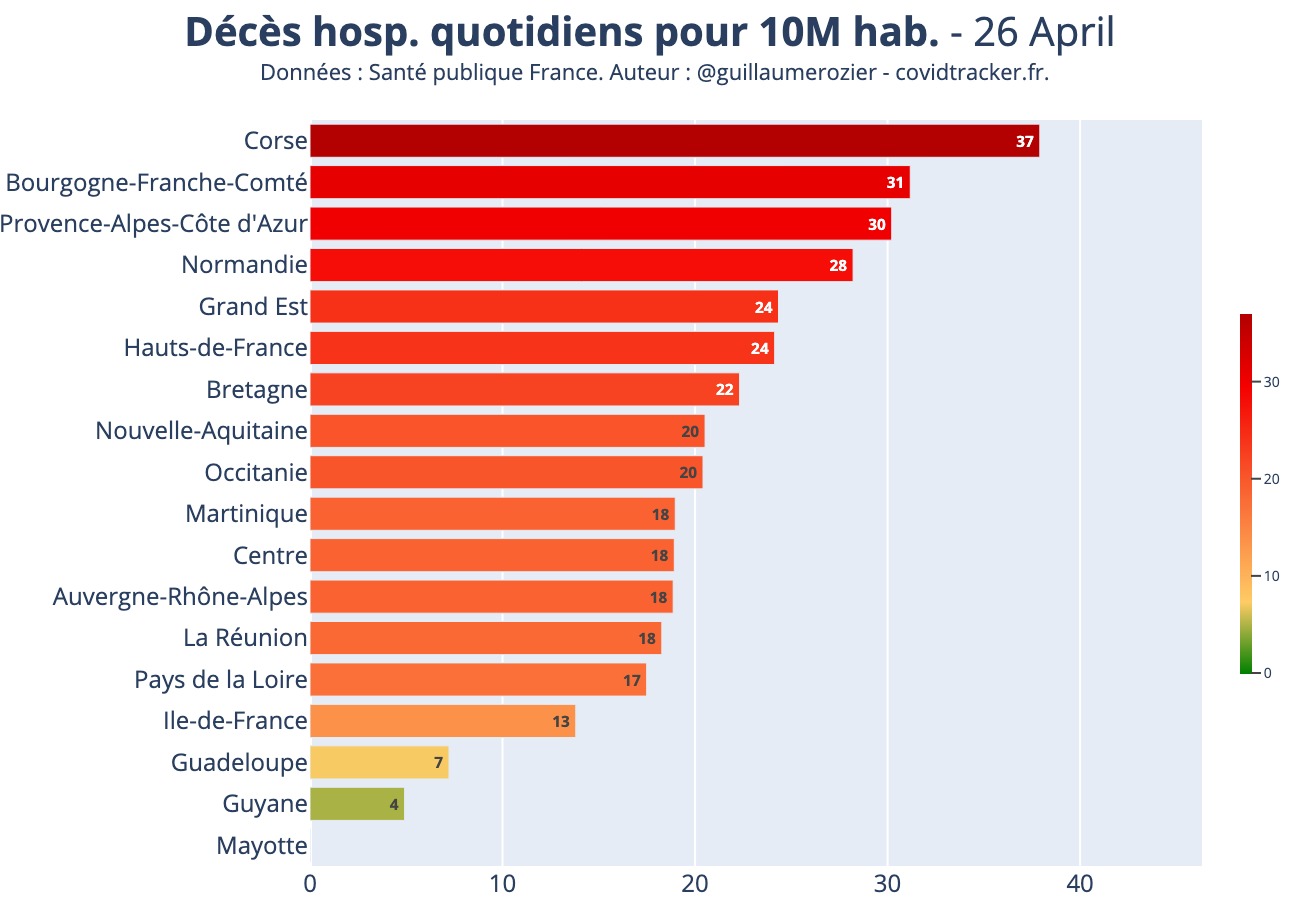 Décès hosp. quotidiens pour 10M hab. - 26 April
Données : Santé publique France. Auteur : @guillaumerozier - covidtracker.fr.
Corse 37
Bourgogne-Franche-Comté 31
Provence-Alpes-Côte d'Azur 30
Normandie 28
Grand Est 24
Hauts-de-France 24
Bretagne 22
Nouvelle-Aquitaine 20
Occitanie 20
Martinique 18
Centre 18
Auvergne-Rhône-Alpes 18
La Réunion 18
Pays de la Loire 17
Ile-de-France 13
Guadeloupe 7
Guyane 4
Mayotte
0 10 20 30 40
30
20
10
0